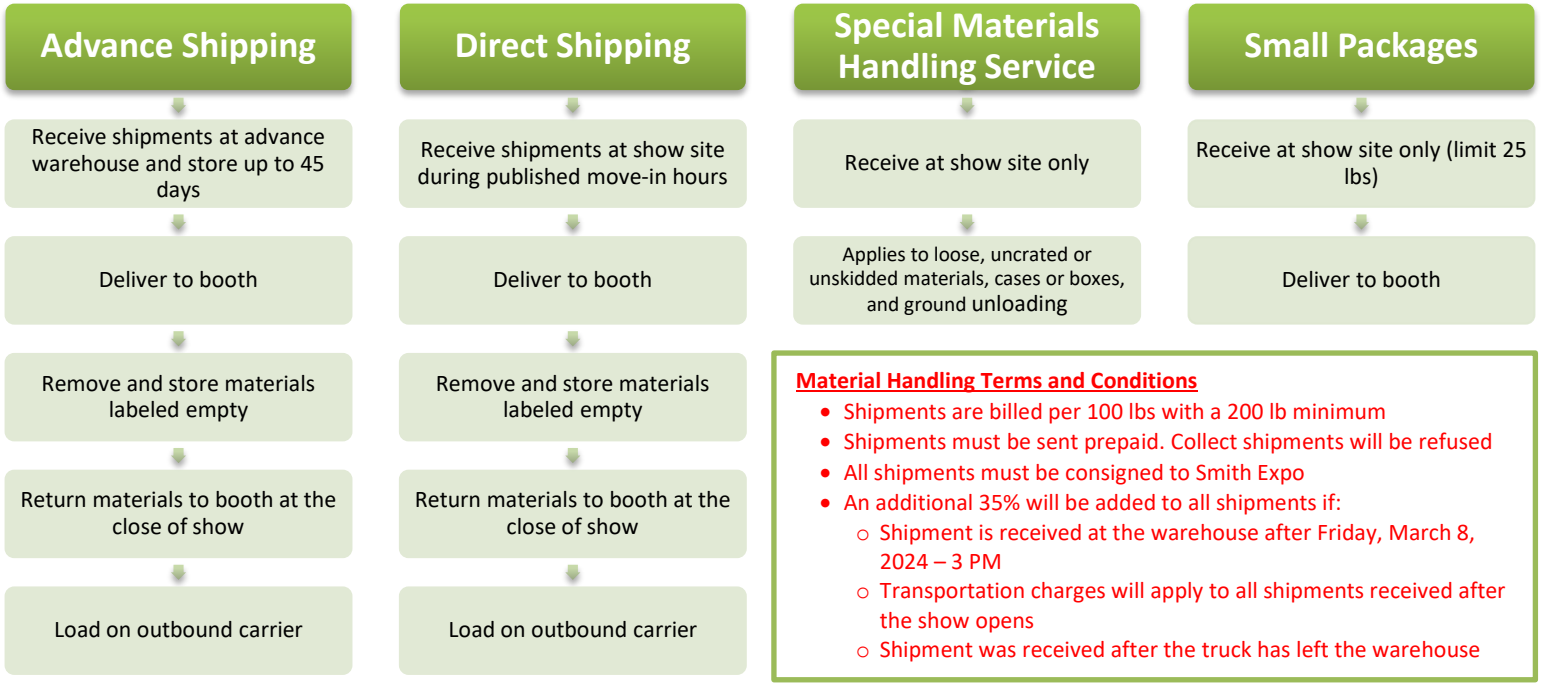 Advance Shipping
Receive shipments at advance
warehouse and store up to 45
days
Deliver to booth
Remove and store materials
labeled empty
Return materials to booth at the
close of show
Load on outbound carrier
Direct Shipping
Receive shipments at show site
during published move-in hours
Deliver to booth
Remove and store materials
labeled empty
Return materials to booth at the
close of show
Load on outbound carrier
Special Materials
Handling Service
Receive at show site only
Applies to loose, uncrated or
unskidded materials, cases or boxes,
and ground unloading
Small Packages
Receive at show site only (limit 25
lbs)
Deliver to booth
Material Handling Terms and Conditions
• Shipments are billed per 100 lbs with a 200 lb minimum
• Shipments must be sent prepaid. Collect shipments will be refused
• All shipments must be consigned to Smith Expo
• An additional 35% will be added to all shipments if:
o Shipment is received at the warehouse after Friday, March 8,
2024 – 3 PM
o Transportation charges will apply to all shipments received after
the show opens
o Shipment was received after the truck has left the warehouse